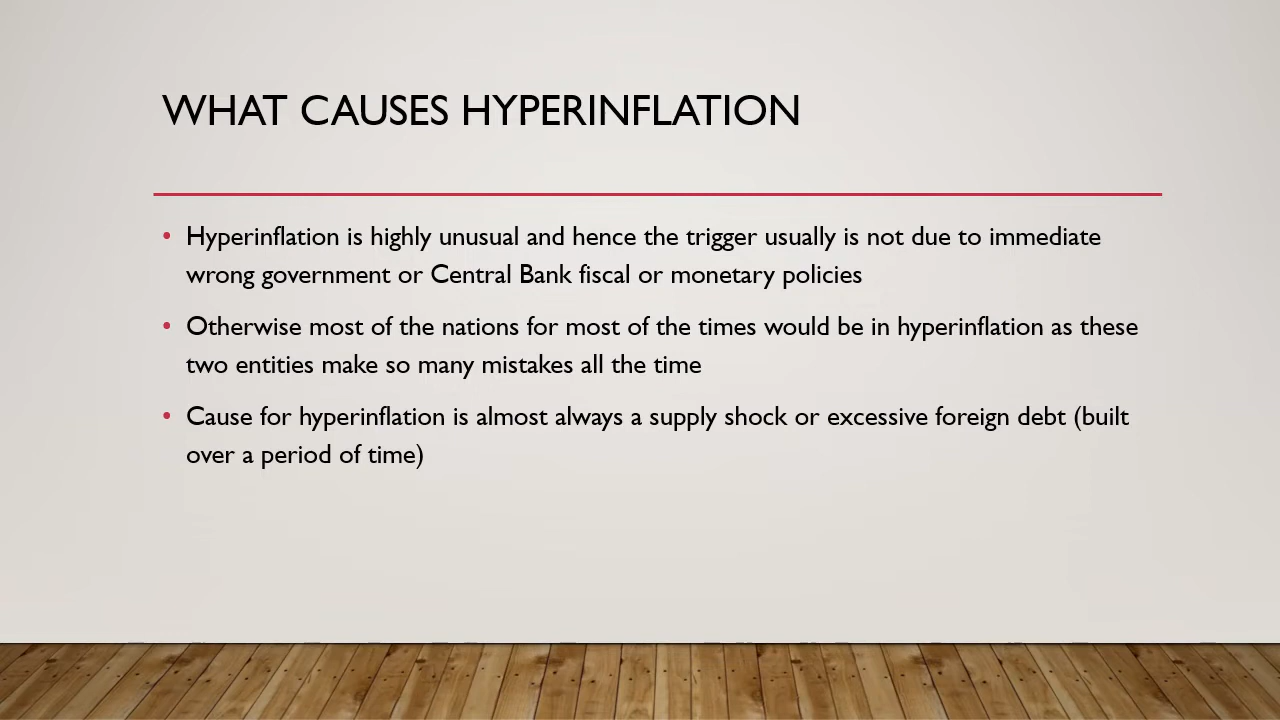 WHAT CAUSES HYPERINFLATION
• Hyperinflation is highly unusual and hence the trigger usually is not due to immediate
wrong government or Central Bank fiscal or monetary policies
• Otherwise most of the nations for most of the times would be in hyperinflation as these
two entities make so many mistakes all the time
• Cause for hyperinflation is almost always a supply shock or excessive foreign debt (built
over a period of time)